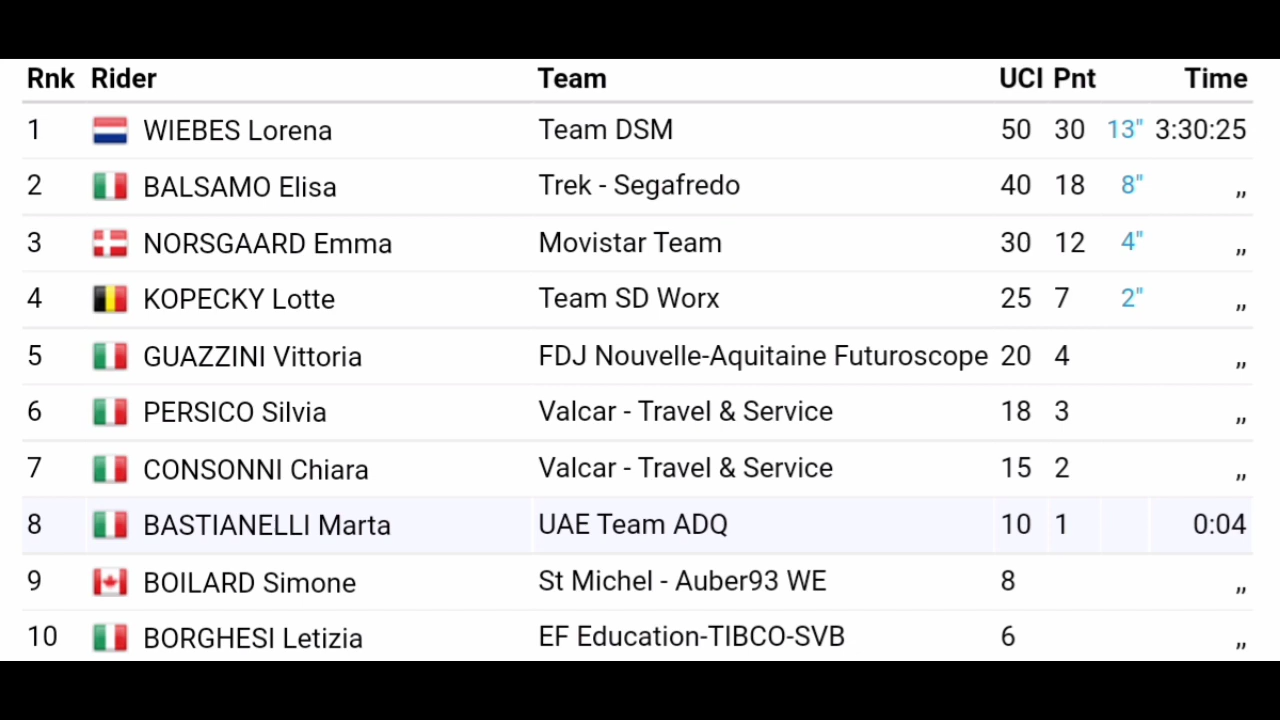 Rnk Rider Team UCI Pnt Time
1 WIEBES Lorena Team DSM 50 30 13" 3:30:25
2 BALSAMO Elisa Trek - Segafredo 40 18 8" ,,
3 NORSGAARD Emma Movistar Team 30 12 4" ,,
4 KOPECKY Lotte Team SD Worx 25 7 2" ,,
5 GUAZZINI Vittoria FDJ Nouvelle-Aquitaine Futuroscope 20 4 ,,
6 PERSICO Silvia Valcar - Travel & Service 18 3 ,,
7 CONSONNI Chiara Valcar - Travel & Service 15 2 ,,
8 BASTIANELLI Marta UAE Team ADQ 10 1 0:04
9 BOILARD Simone St Michel - Auber93 WE 8 ,,
10 BORGHESI Letizia EF Education-TIBCO-SVB 6 ,,